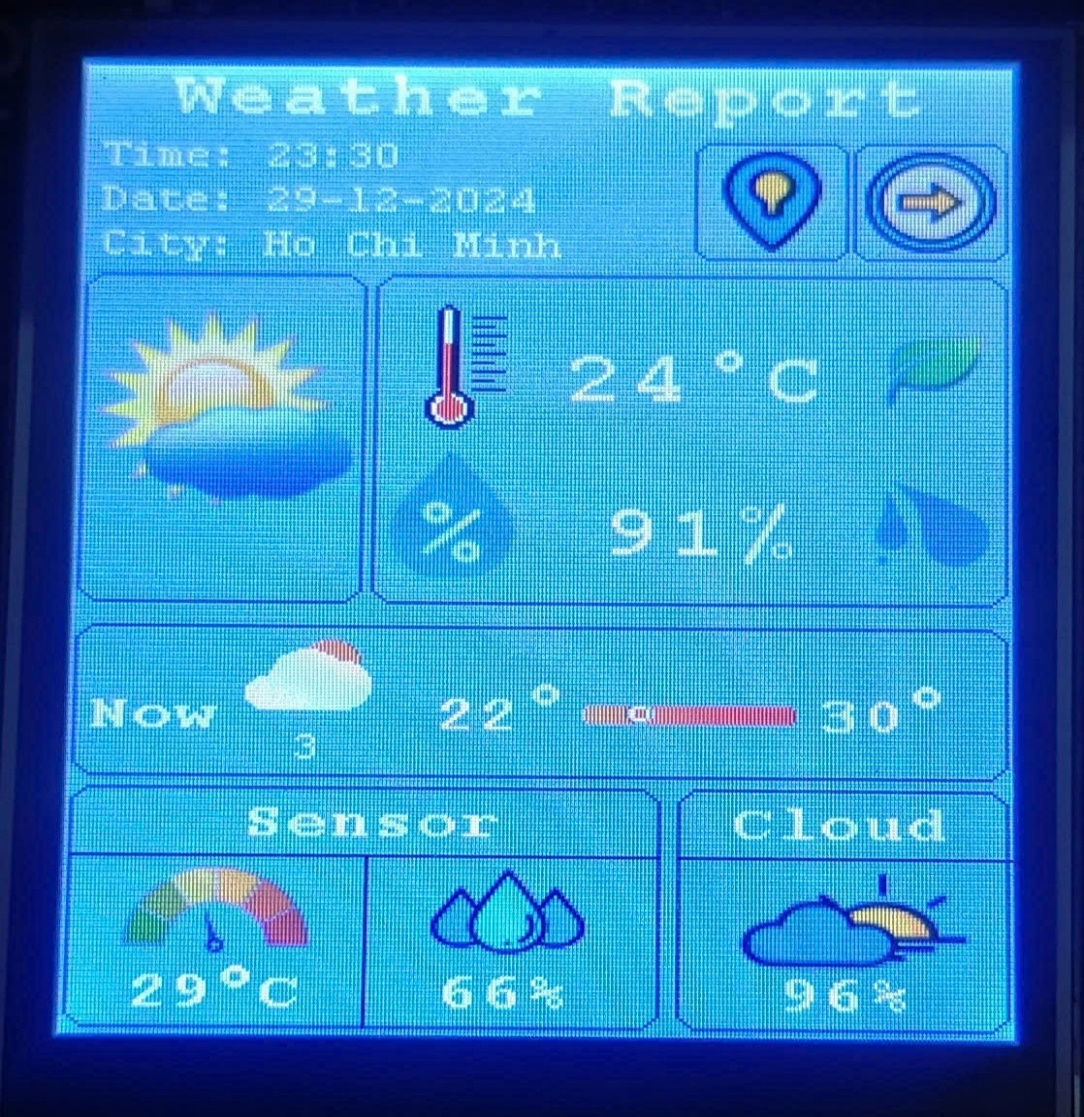 Weather Report
Time: 23:30
Date: 29-12-2024
City: Ho Chi Minh
24°C
%
91%
Now
3
22°
30°
Sensor
Cloud
29°C
66%
96%